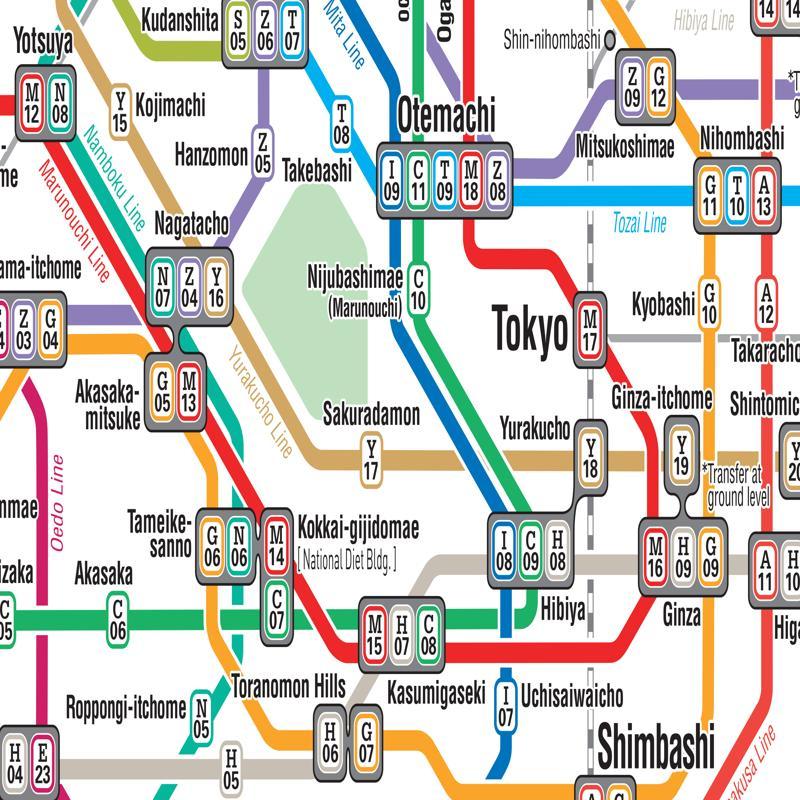 Kudanshita
S
05
Z
06
T
07
Mita Line
Hibiya Line
14
14
Yotsuya
M
12
N
08
Y
15
Kojimachi
Shin-nihombashi
Z
09
G
12
Mitsukoshimae
T
08
Takebashi
Hanzomon
Z
05
Otemachi
I
09
C
11
T
09
M
18
Z
08
Nihombashi
G
11
T
10
A
13
Tozai Line
Namboku Line
Marunouchi Line
Nagatacho
N
07
Z
04
Y
16
ama-itchome
Z
03
G
04
Nijubashimae
(Marunouchi)
C
10
Tokyo
M
17
Kyobashi
G
10
A
12
Takaracho
Akasaka-
mitsuke
G
05
M
13
Yurakucho Line
Sakuradamon
Y
17
Yurakucho
Y
18
Ginza-itchome
Y
19
*Transfer at
ground level
Shintomic
Y
20
Oedo Line
Tameike-
sanno
G
06
N
06
M
14
C
07
Kokkai-gijidomae
[National Diet Bldg.]
I
08
C
09
H
08
Hibiya
M
16
H
09
G
09
Ginza
A
11
H
10
Higa
mmae
izaka
C
05
Akasaka
C
06
M
15
H
07
C
08
Kasumigaseki
Toranomon Hills
H
06
G
07
Roppongi-itchome
N
05
I
07
Uchisaiwaicho
H
04
E
23
H
05
Shimbashi
A
G
akusa Line